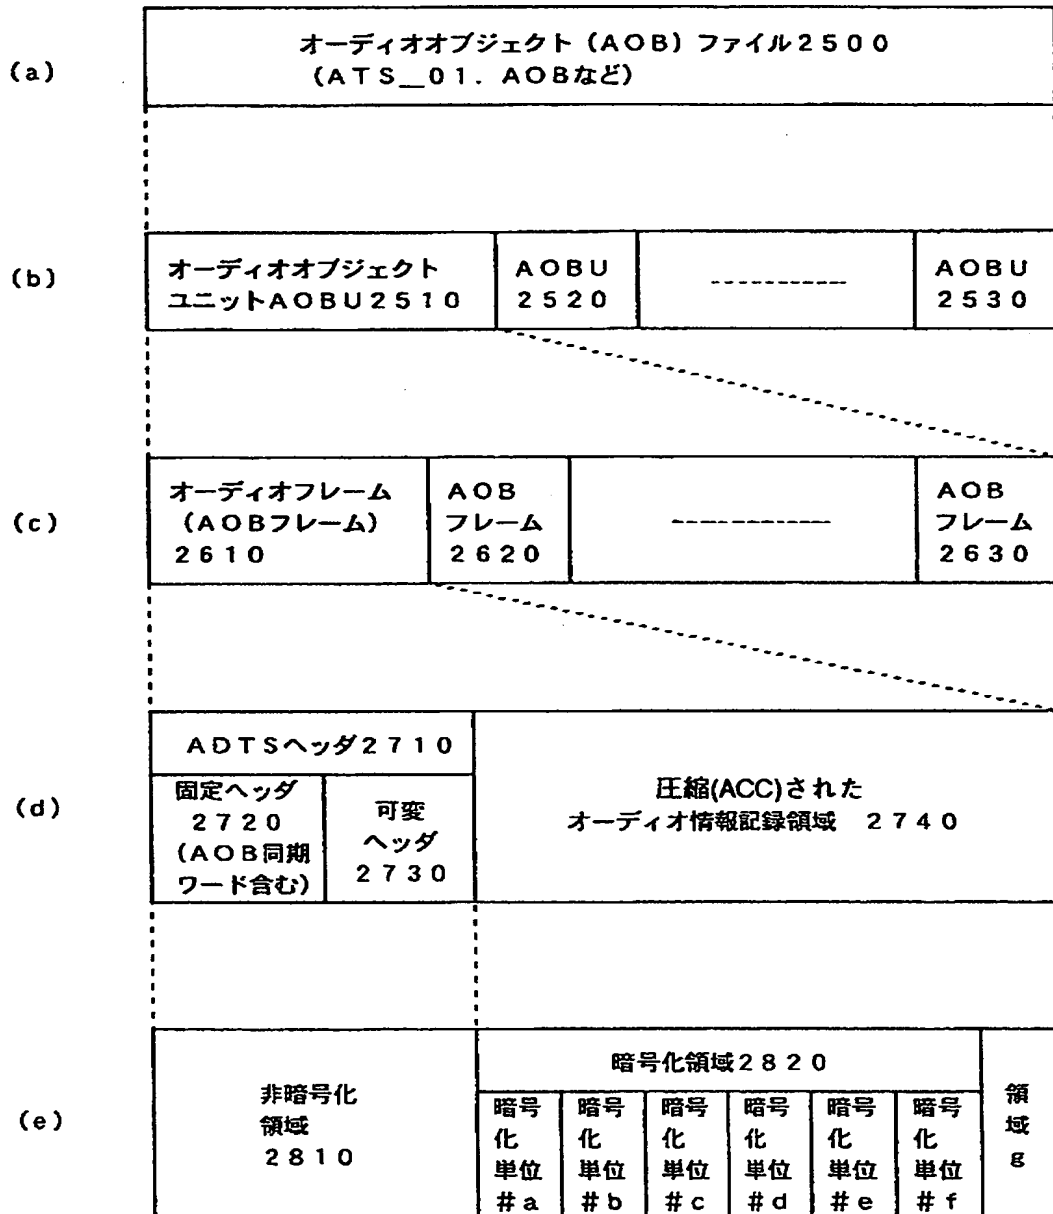 (a)
オーディオオブジェクト(AOB)ファイル2500
(ATS__01.AOBなど)
(b)
オーディオオブジェクト
ユニットAOBU2510
AOBU
2520
AOBU
2530
(c)
オーディオフレーム
(AOBフレーム)
2610
AOB
フレーム
2620
AOB
フレーム
2630
(d)
ADTSヘッダ2710
固定ヘッダ
2720
(AOB同期
ワード含む)
可変
ヘッダ
2730
圧縮(ACC)された
オーディオ情報記録領域 2740
(e)
非暗号化
領域
2810
暗号化領域2820
暗号
化
単位
#a
暗号
化
単位
#b
暗号
化
単位
#c
暗号
化
単位
#d
暗号
化
単位
#e
暗号
化
単位
#f
領
域
g